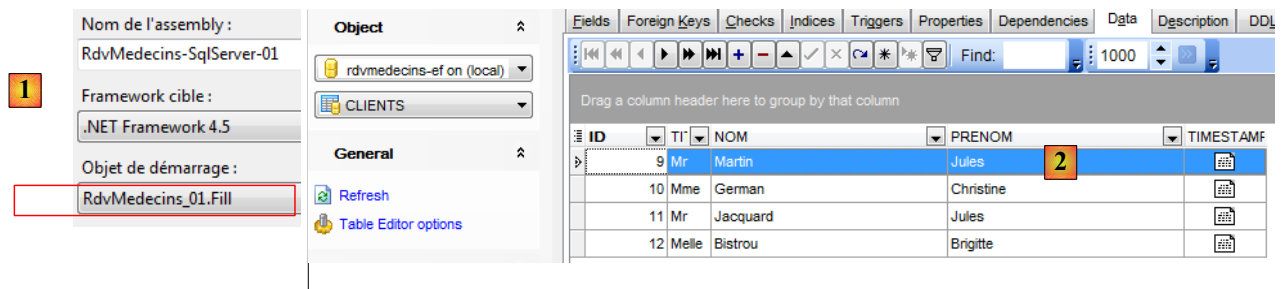 1
Nom de l'assembly :
RdvMedecins-SqlServer-01
Framework cible :
.NET Framework 4.5
Objet de démarrage :
RdvMedecins_01.Fill
Object
rdvmedecins-ef on (local)
CLIENTS
General
Refresh
Table Editor options
Fields Foreign Keys Checks Indices Triggers Properties Dependencies Data Description DDL
Find: 1000
Drag a column header here to group by that column
ID TIT NOM PRENOM TIMESTAMP
9 Mr Martin Jules
2
10 Mme German Christine
11 Mr Jacquard Jules
12 Melle Bistrou Brigitte